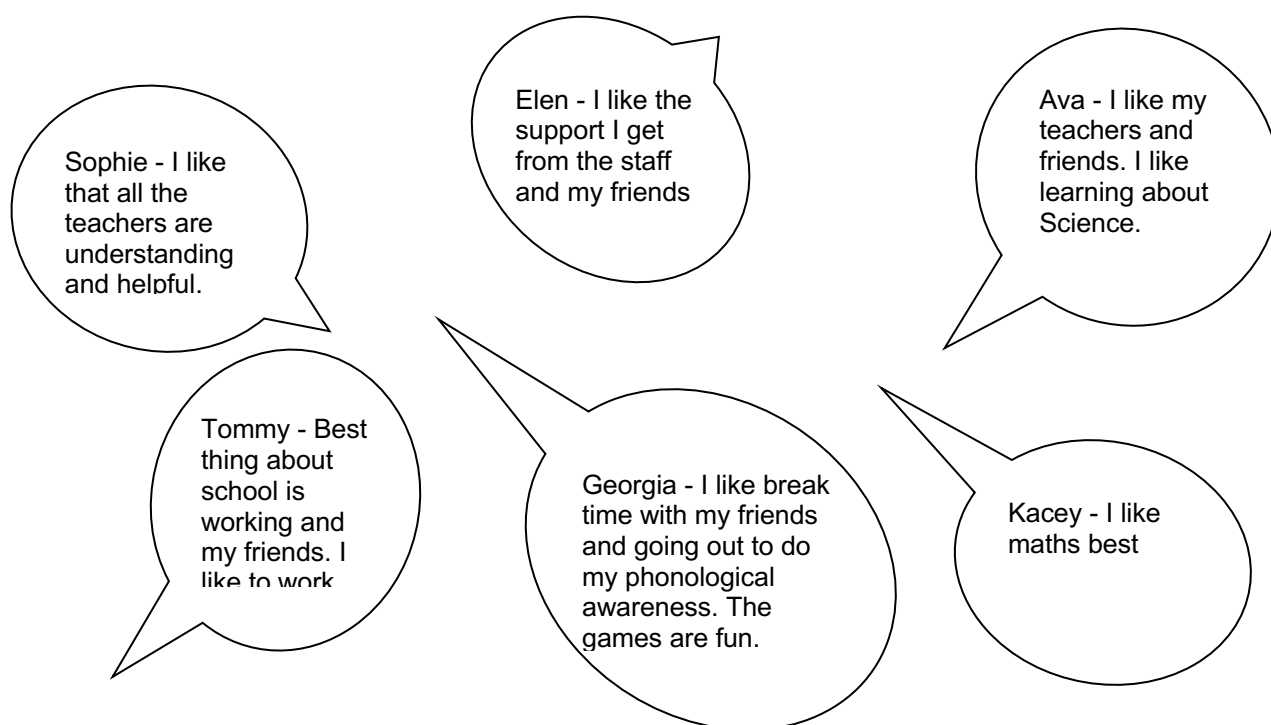 Sophie - I like
that all the
teachers are
understanding
and helpful.
Elen - I like the
support I get
from the staff
and my friends
Ava - I like my
teachers and
friends. I like
learning about
Science.
Tommy - Best
thing about
school is
working and
my friends. I
like to work
Georgia - I like break
time with my friends
and going out to do
my phonological
awareness. The
games are fun.
Kacey - I like
maths best